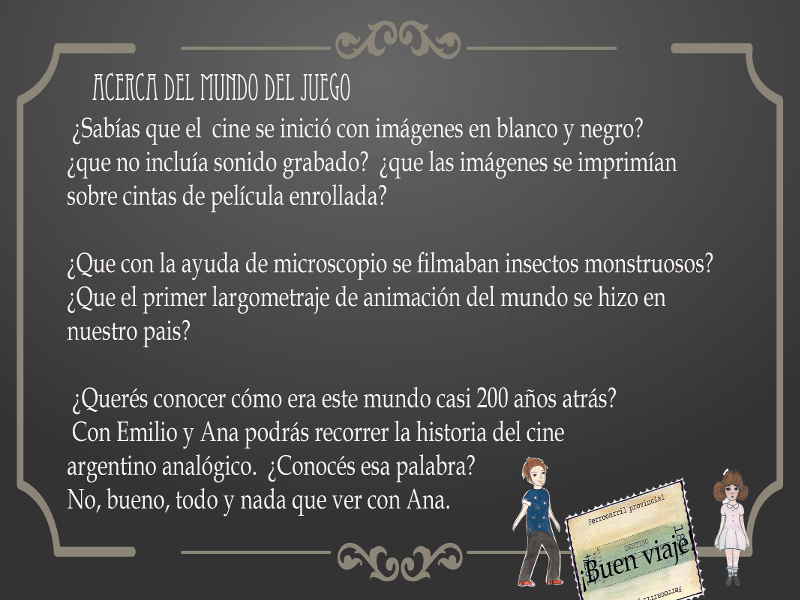 ACERCA DEL MUNDO DEL JUEGO
¿Sabías que el cine se inició con imágenes en blanco y negro?
¿que no incluía sonido grabado? ¿que las imágenes se imprimían
sobre cintas de película enrollada?
¿Que con la ayuda de microscopio se filmaban insectos monstruosos?
¿Que el primer largometraje de animación del mundo se hizo en
nuestro pais?
¿Querés conocer cómo era este mundo casi 200 años atrás?
Con Emilio y Ana podrás recorrer la historia del cine
argentino analógico. ¿Conocés esa palabra?
No, bueno, todo y nada que ver con Ana.
Ferrocarril provincial
¡Buen viaje!